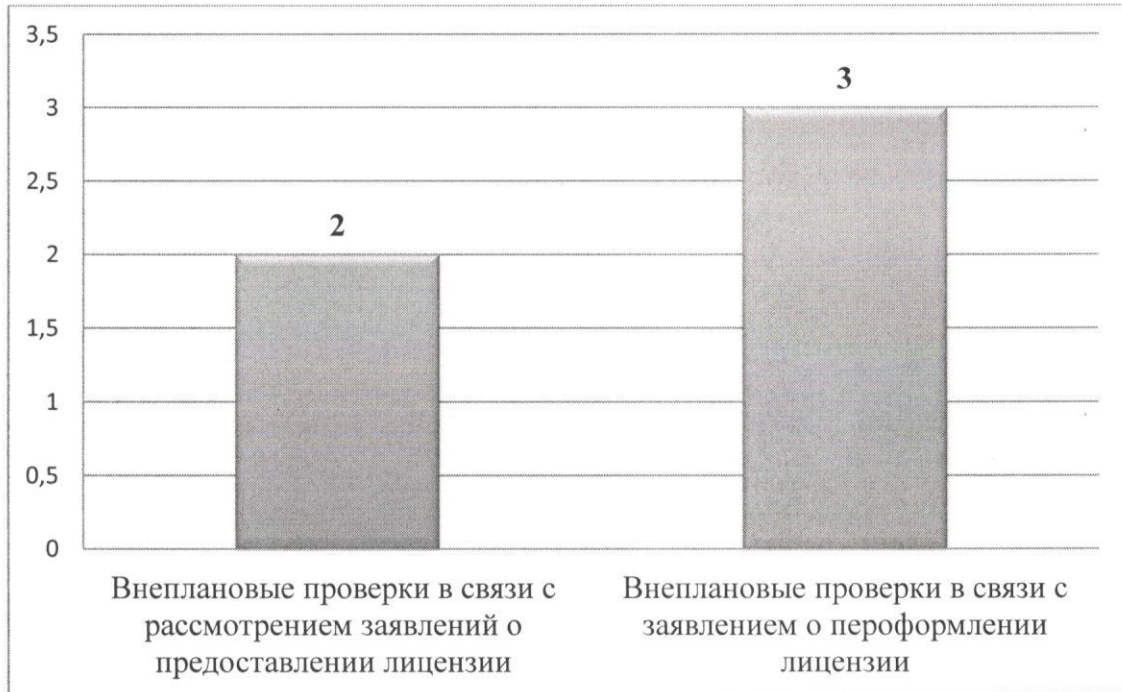 3,5
3
2,5
2
1,5
1
0,5
0
2
3
Внеплановые проверки в связи с
рассмотрением заявлений о
предоставлении лицензии
Внеплановые проверки в связи с
заявлением о пероформлении
лицензии